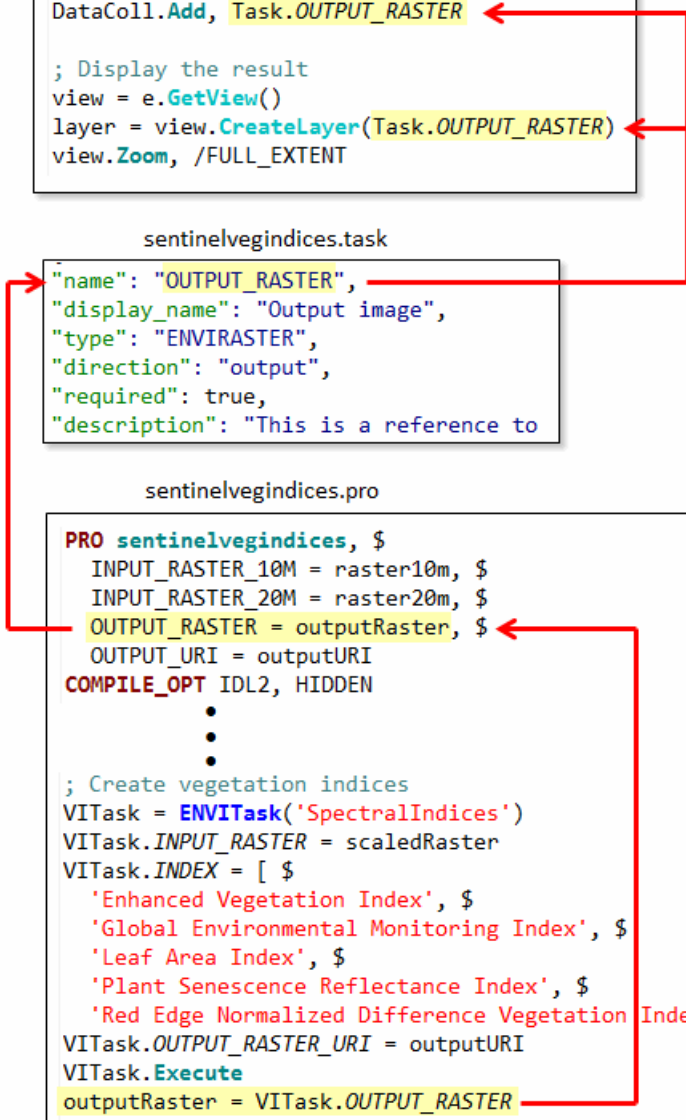 DataColl.Add, Task.OUTPUT_RASTER
; Display the result
view = e.GetView()
layer = view.CreateLayer(Task.OUTPUT_RASTER)
view.Zoom, /FULL_EXTENT
sentinelvegindices.task
"name": "OUTPUT_RASTER",
"display_name": "Output image",
"type": "ENVIRASTER",
"direction": "output",
"required": true,
"description": "This is a reference to
sentinelvegindices.pro
PRO sentinelvegindices, $
INPUT_RASTER_10M = raster10m, $
INPUT_RASTER_20M = raster20m, $
OUTPUT_RASTER = outputRaster, $
OUTPUT_URI = outputURI
COMPILE_OPT IDL2, HIDDEN
; Create vegetation indices
VITask = ENVITask('SpectralIndices')
VITask.INPUT_RASTER = scaledRaster
VITask.INDEX = [ $
'Enhanced Vegetation Index', $
'Global Environmental Monitoring Index', $
'Leaf Area Index', $
'Plant Senescence Reflectance Index', $
'Red Edge Normalized Difference Vegetation Inde
VITask.OUTPUT_RASTER_URI = outputURI
VITask.Execute
outputRaster = VITask.OUTPUT_RASTER